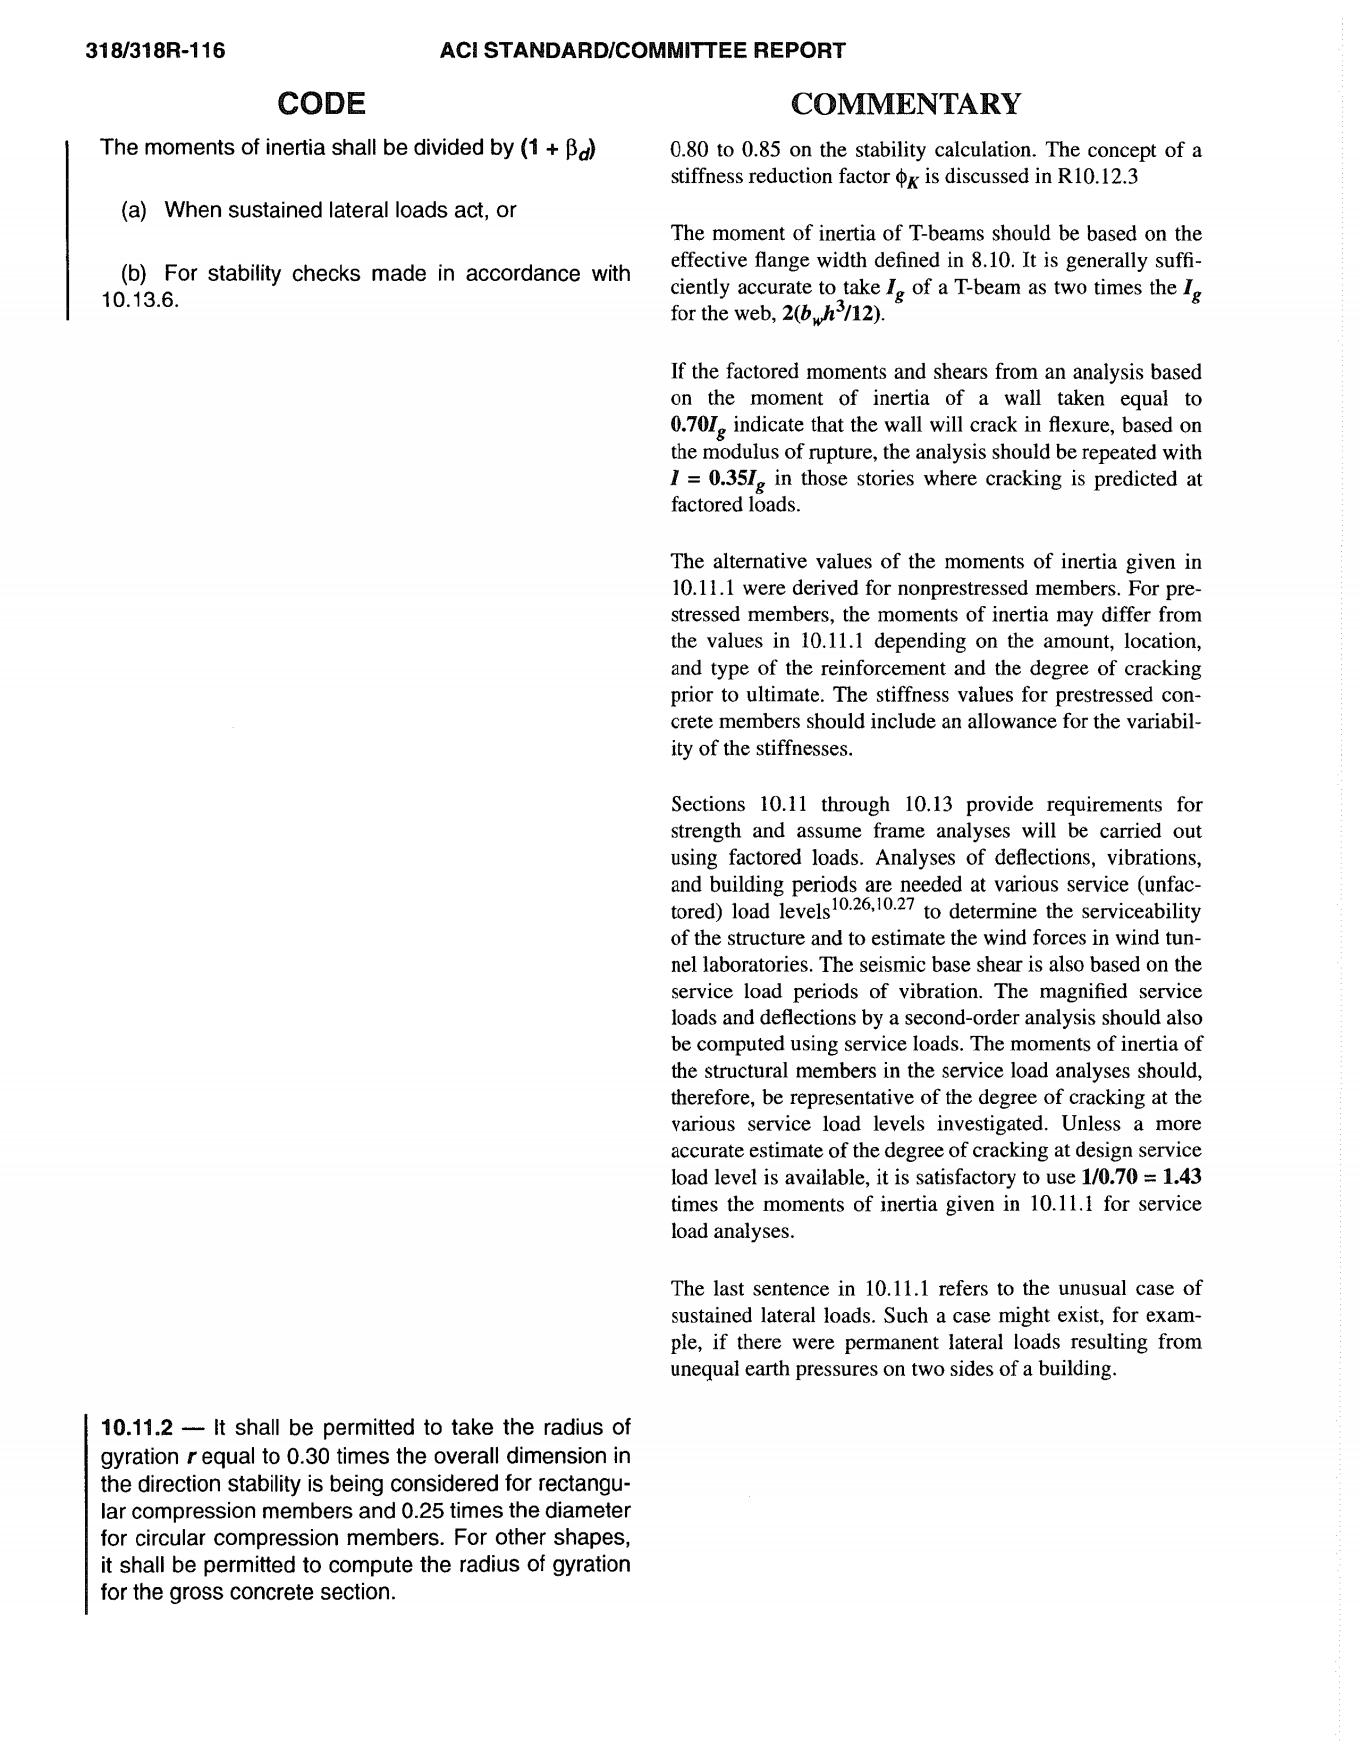 318/318R-116
ACI STANDARD/COMMITTEE REPORT
CODE
The moments of inertia shall be divided by (1 + βd)
(a) When sustained lateral loads act, or
(b) For stability checks made in accordance with
10.13.6.
10.11.2 — It shall be permitted to take the radius of
gyration r equal to 0.30 times the overall dimension in
the direction stability is being considered for rectangu-
lar compression members and 0.25 times the diameter
for circular compression members. For other shapes,
it shall be permitted to compute the radius of gyration
for the gross concrete section.
COMMENTARY
0.80 to 0.85 on the stability calculation. The concept of a
stiffness reduction factor ϕK is discussed in R10.12.3
The moment of inertia of T-beams should be based on the
effective flange width defined in 8.10. It is generally suffi-
ciently accurate to take Ig of a T-beam as two times the Ig
for the web, 2(bwh³/12).
If the factored moments and shears from an analysis based
on the moment of inertia of a wall taken equal to
0.70Ig indicate that the wall will crack in flexure, based on
the modulus of rupture, the analysis should be repeated with
I = 0.35Ig in those stories where cracking is predicted at
factored loads.
The alternative values of the moments of inertia given in
10.11.1 were derived for nonprestressed members. For pre-
stressed members, the moments of inertia may differ from
the values in 10.11.1 depending on the amount, location,
and type of the reinforcement and the degree of cracking
prior to ultimate. The stiffness values for prestressed con-
crete members should include an allowance for the variabil-
ity of the stiffnesses.
Sections 10.11 through 10.13 provide requirements for
strength and assume frame analyses will be carried out
using factored loads. Analyses of deflections, vibrations,
and building periods are needed at various service (unfac-
tored) load levels10.26,10.27 to determine the serviceability
of the structure and to estimate the wind forces in wind tun-
nel laboratories. The seismic base shear is also based on the
service load periods of vibration. The magnified service
loads and deflections by a second-order analysis should also
be computed using service loads. The moments of inertia of
the structural members in the service load analyses should,
therefore, be representative of the degree of cracking at the
various service load levels investigated. Unless a more
accurate estimate of the degree of cracking at design service
load level is available, it is satisfactory to use 1/0.70 = 1.43
times the moments of inertia given in 10.11.1 for service
load analyses.
The last sentence in 10.11.1 refers to the unusual case of
sustained lateral loads. Such a case might exist, for exam-
ple, if there were permanent lateral loads resulting from
unequal earth pressures on two sides of a building.